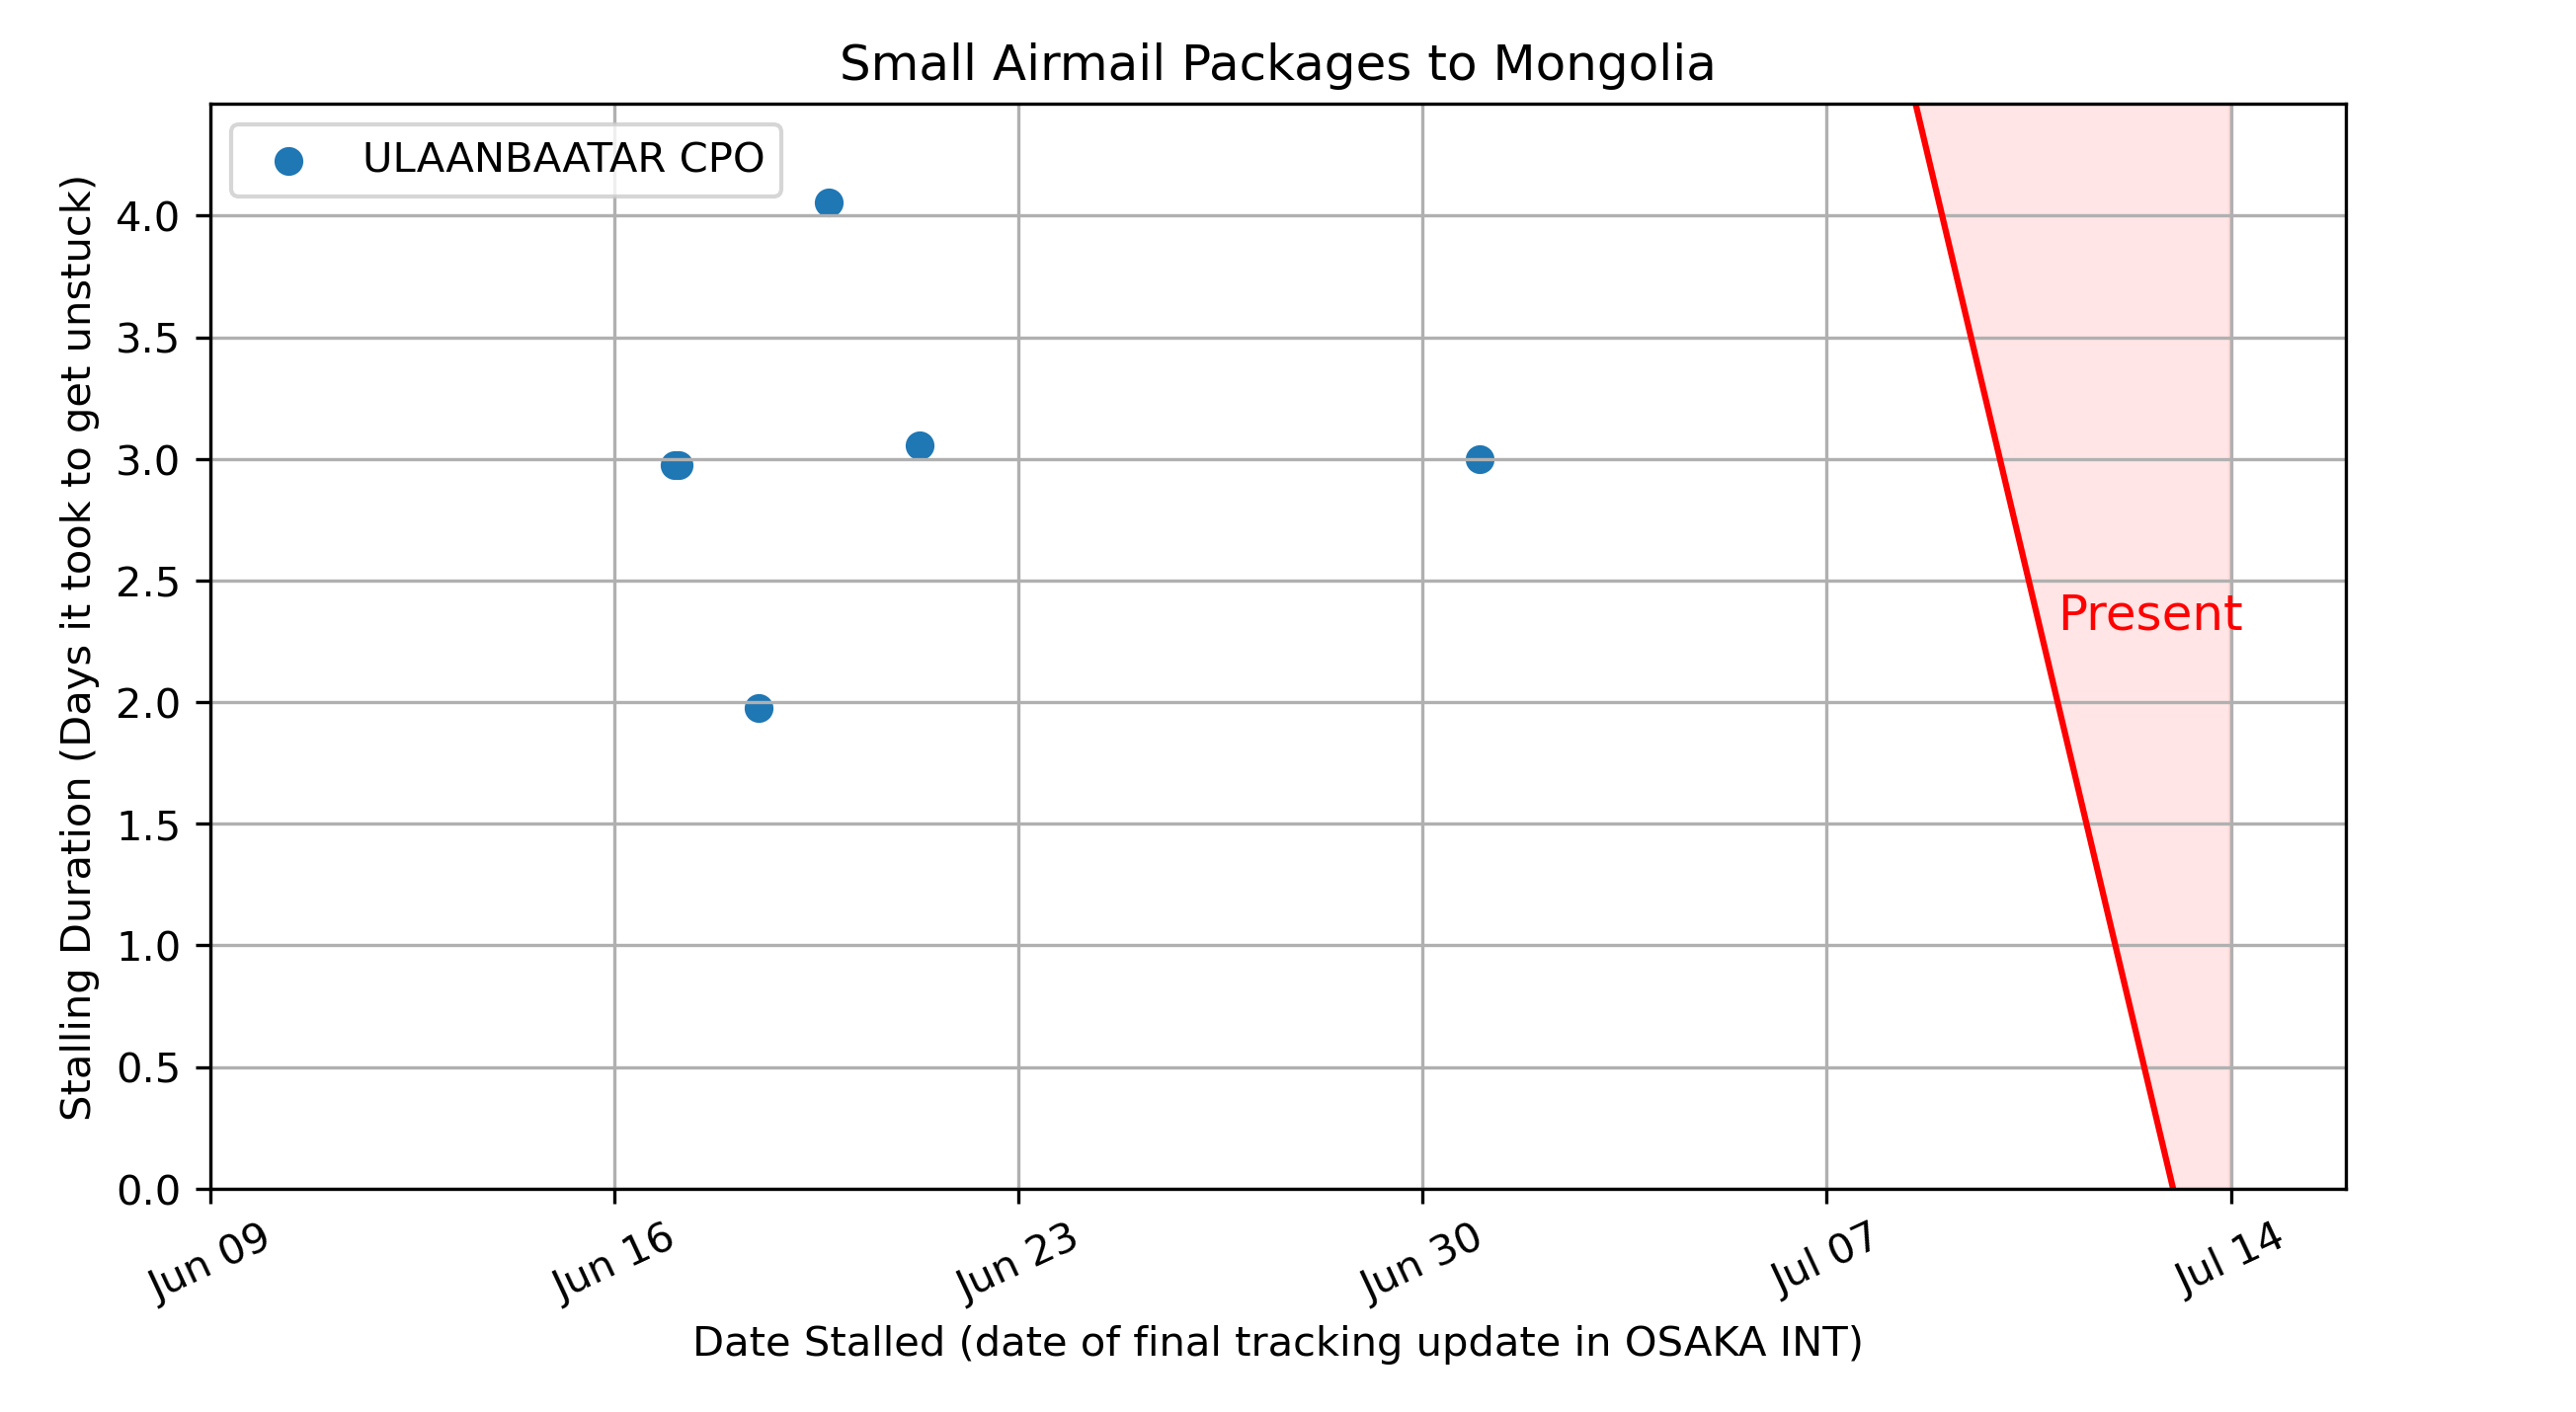 Small Airmail Packages to Mongolia
ULAANBAATAR CPO
Stalling Duration (Days it took to get unstuck)
4.0
3.5
3.0
2.5
2.0
1.5
1.0
0.5
0.0
Present
Jun 09
Jun 16
Jun 23
Jun 30
Jul 07
Jul 14
Date Stalled (date of final tracking update in OSAKA INT)